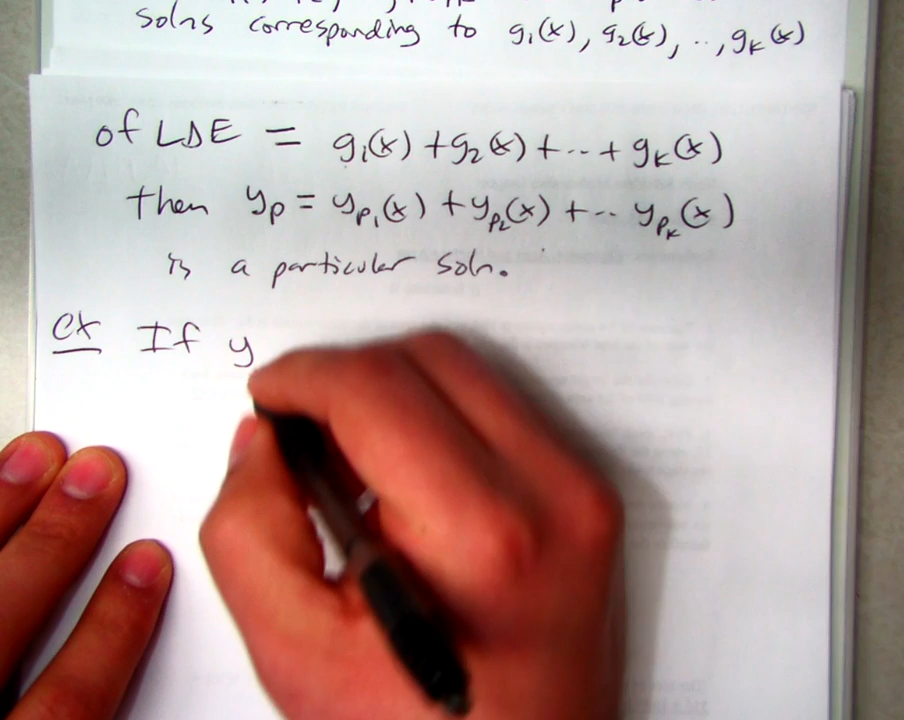 solns corresponding to g₁(x), g₂(x), .., gₖ(x)
of LDE = g₁(x) + g₂(x) + ... + gₖ(x)
then yₚ = yₚ₁(x) + yₚ₂(x) + ... yₚₖ(x)
is a particular soln.
ex If y